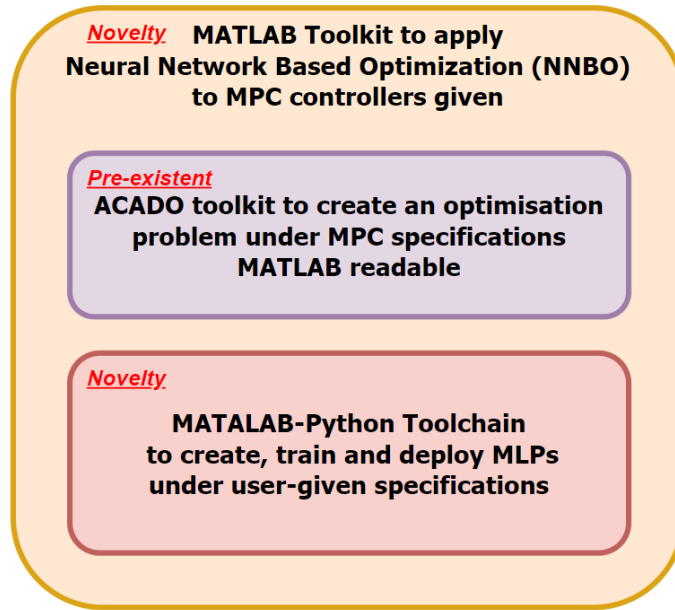 Novelty MATLAB Toolkit to apply
Neural Network Based Optimization (NNBO)
to MPC controllers given
Pre-existent
ACADO toolkit to create an optimisation
problem under MPC specifications
MATLAB readable
Novelty
MATALAB-Python Toolchain
to create, train and deploy MLPs
under user-given specifications